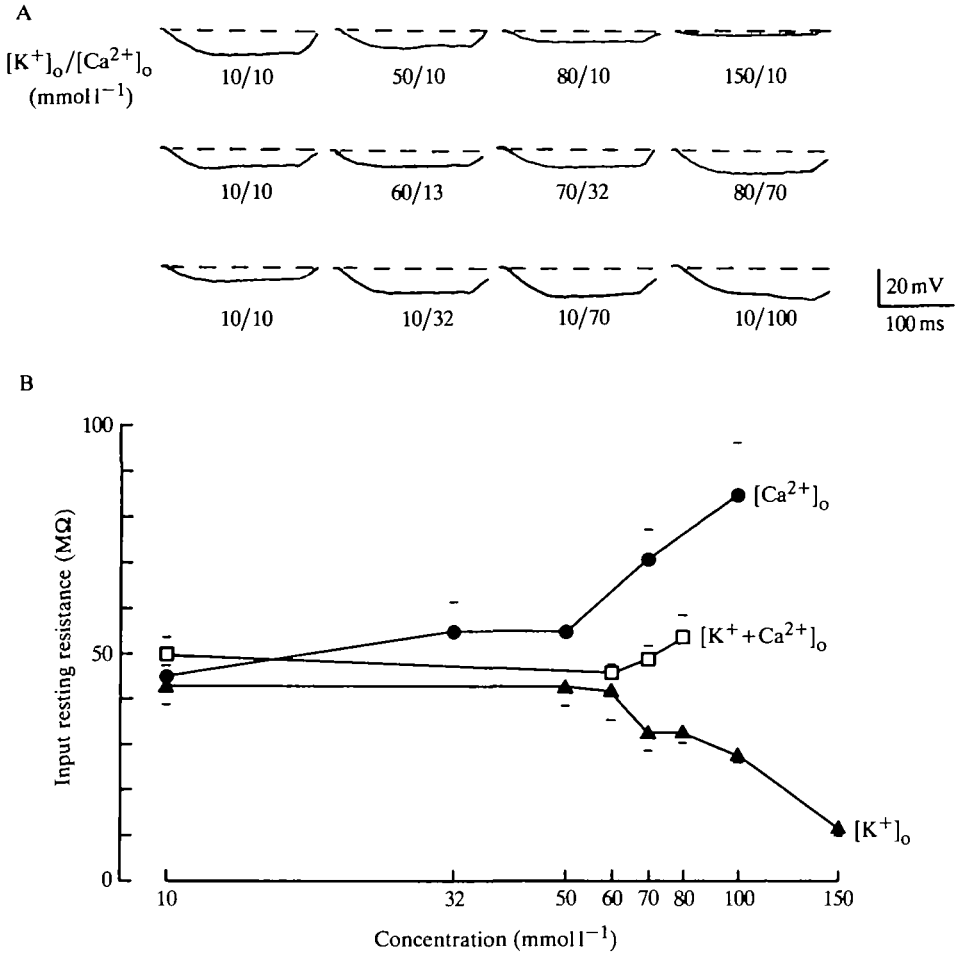 A
[K⁺]ₒ/[Ca²⁺]ₒ
(mmol l⁻¹)
10/10 50/10 80/10 150/10
10/10 60/13 70/32 80/70
10/10 10/32 10/70 10/100
20 mV
100 ms
B
100
50
0
Input resting resistance (MΩ)
[Ca²⁺]ₒ
[K⁺+Ca²⁺]ₒ
[K⁺]ₒ
10 32 50 60 70 80 100 150
Concentration (mmol l⁻¹)